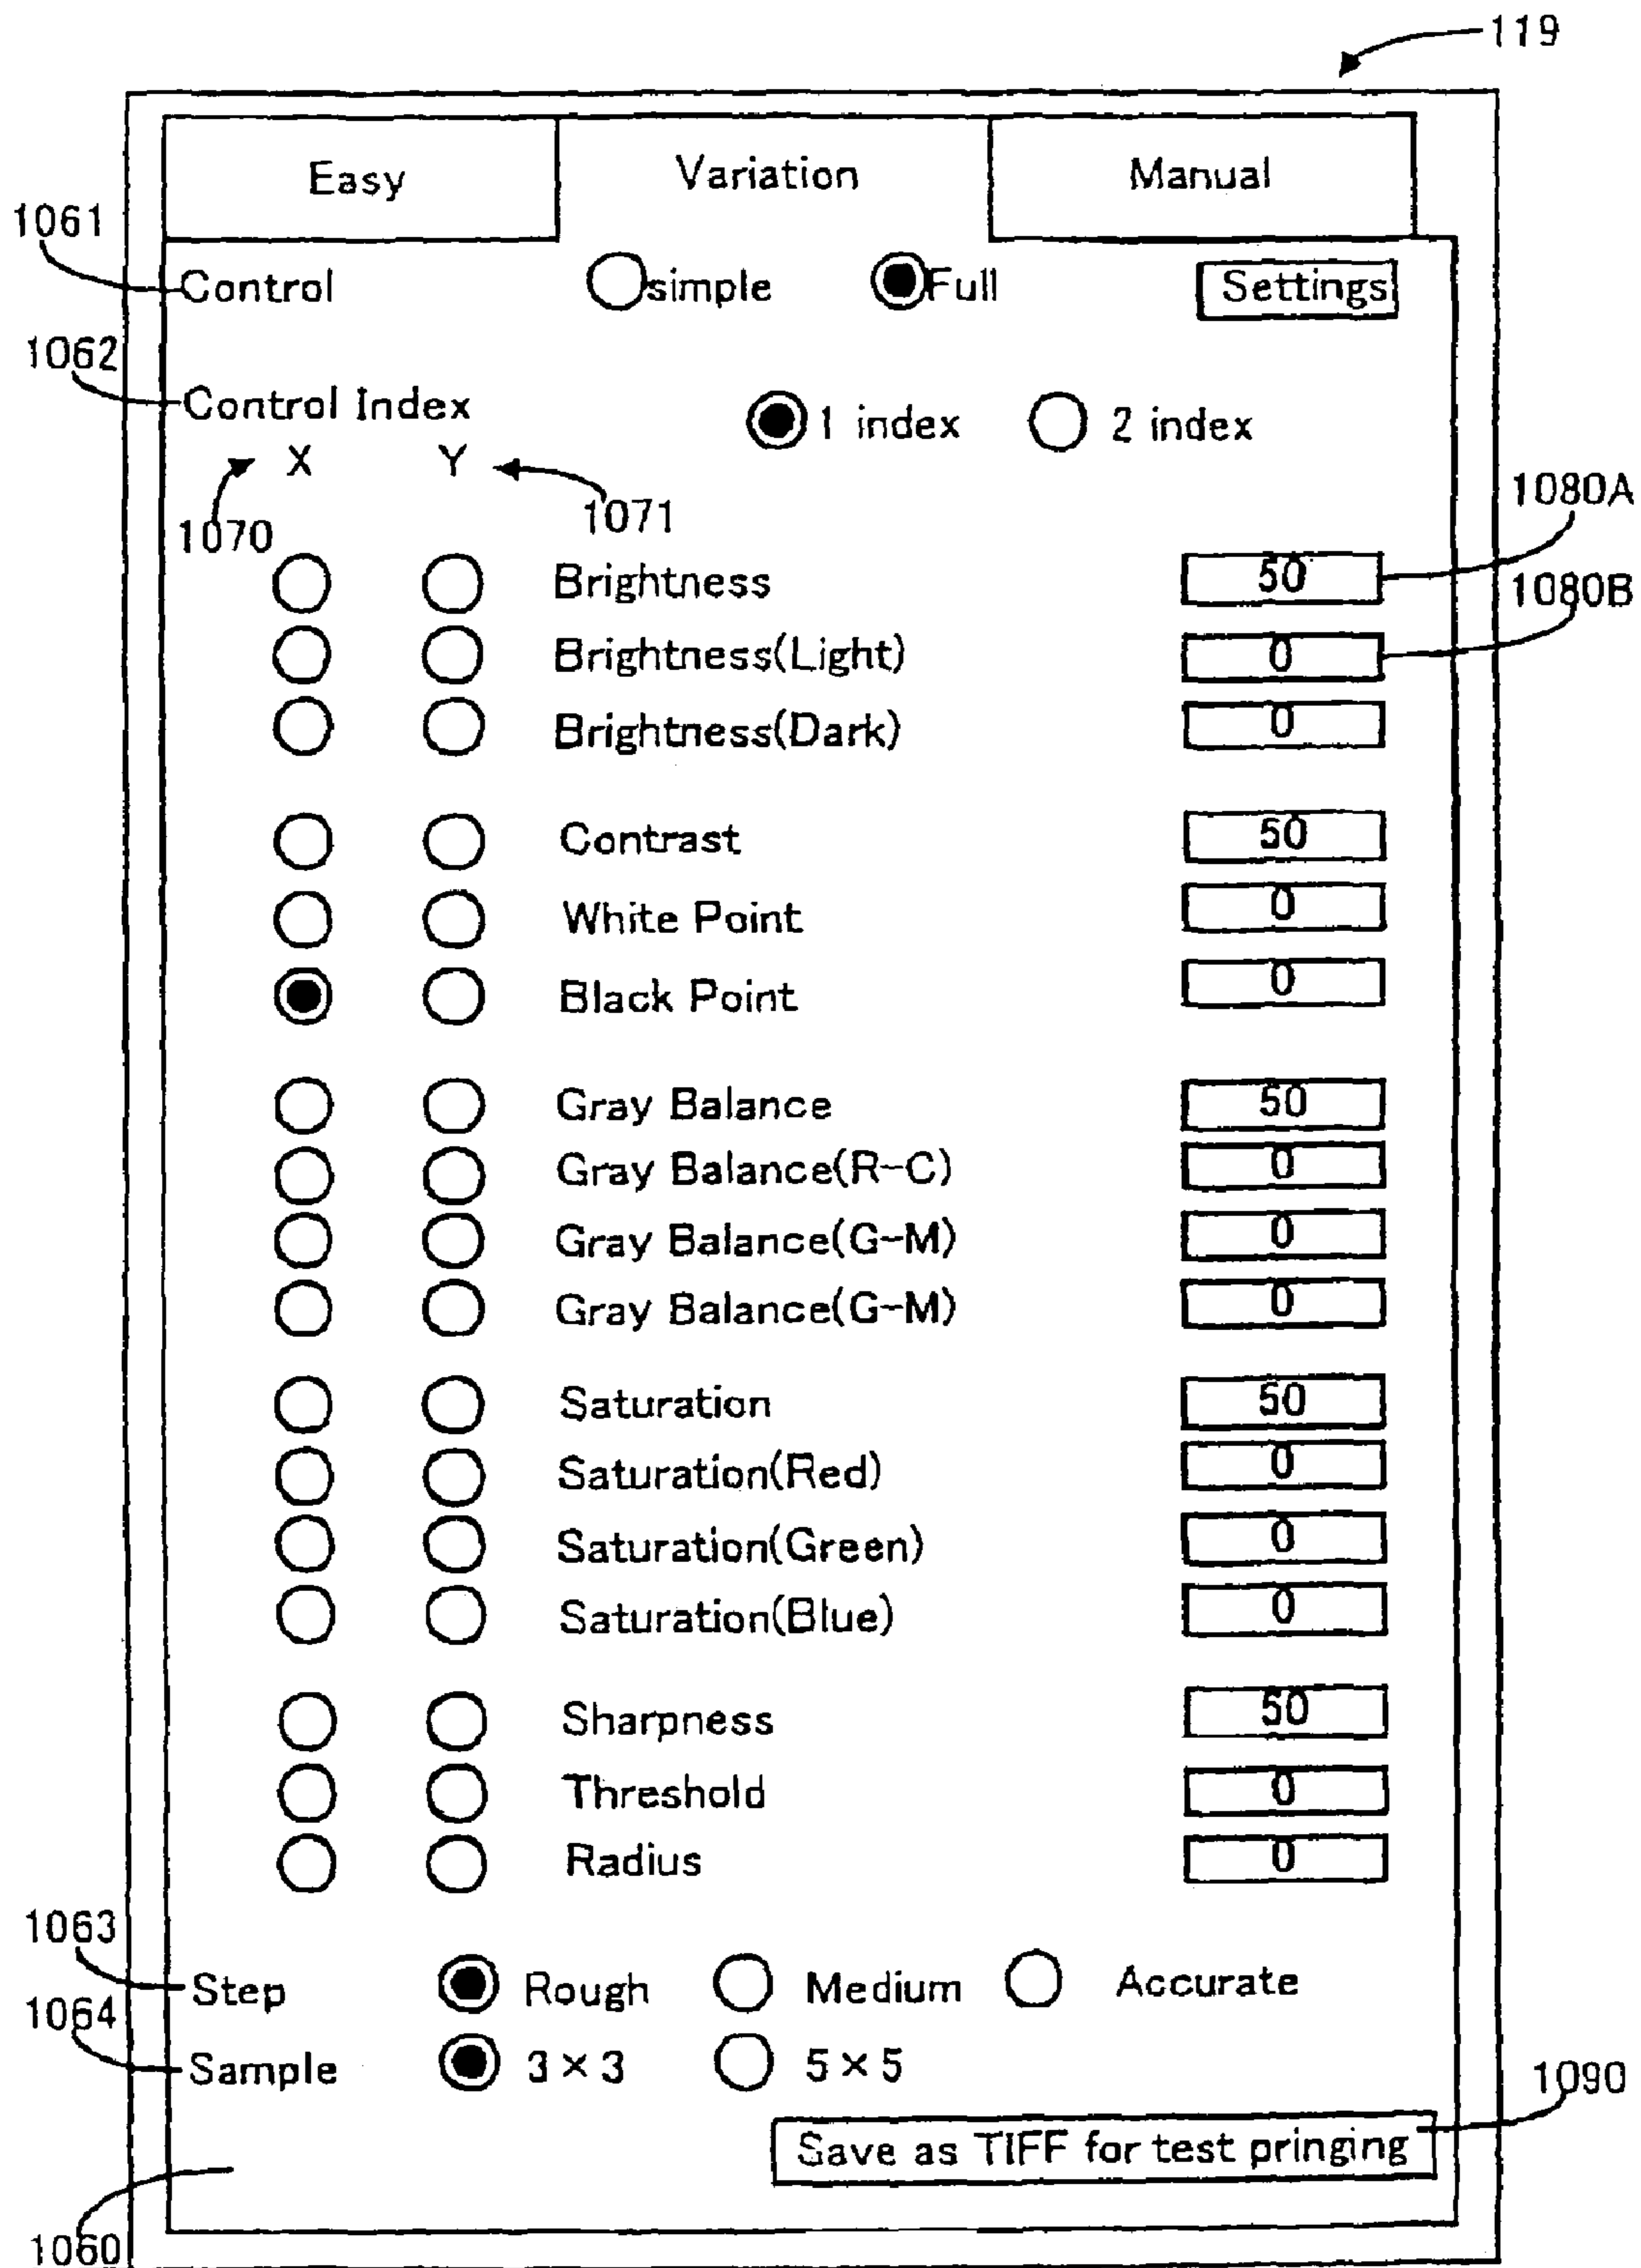 119
Easy Variation Manual
1061
Control simple Full Settings
1062
Control Index 1 index 2 index
X Y
1070 1071
1080A
Brightness 50
1080B
Brightness(Light) 0
Brightness(Dark) 0
Contrast 50
White Point 0
Black Point 0
Gray Balance 50
Gray Balance(R-C) 0
Gray Balance(G-M) 0
Gray Balance(G-M) 0
Saturation 50
Saturation(Red) 0
Saturation(Green) 0
Saturation(Blue) 0
Sharpness 50
Threshold 0
Radius 0
1063
Step Rough Medium Accurate
1064
Sample 3×3 5×5
1090
Save as TIFF for test pringing
1060